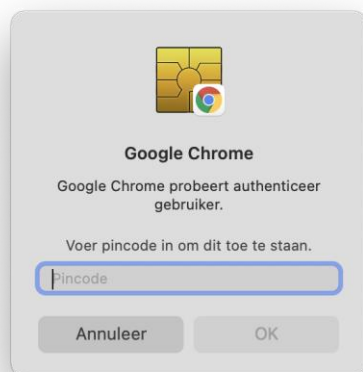 Google Chrome
Google Chrome probeert authenticeer
gebruiker.
Voer pincode in om dit toe te staan.
Pincode
Annuleer
OK